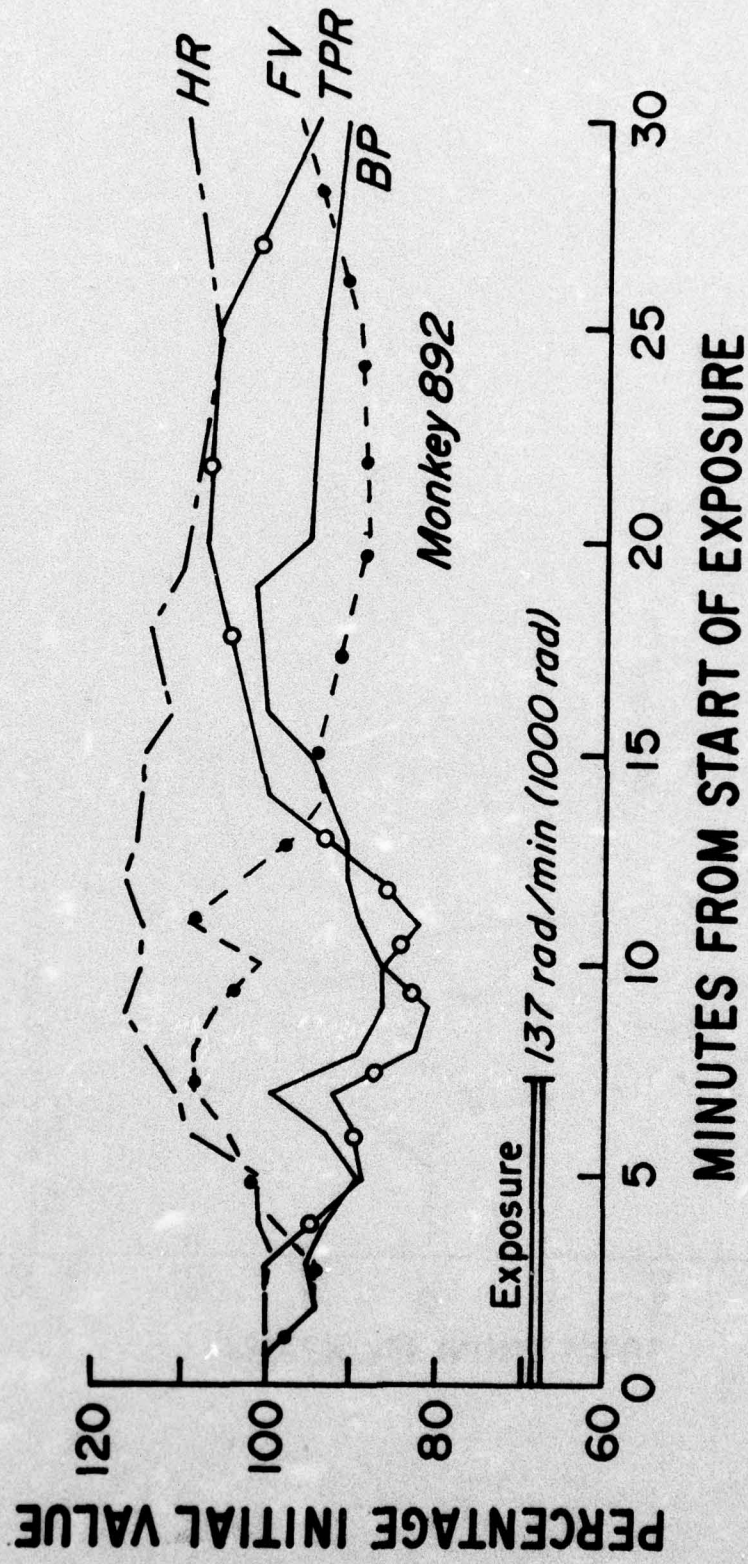 PERCENTAGE INITIAL VALUE
120
100
80
60
HR
FV
TPR
BP
Monkey 892
Exposure
137 rad/min (1000 rad)
0
5
10
15
20
25
30
MINUTES FROM START OF EXPOSURE